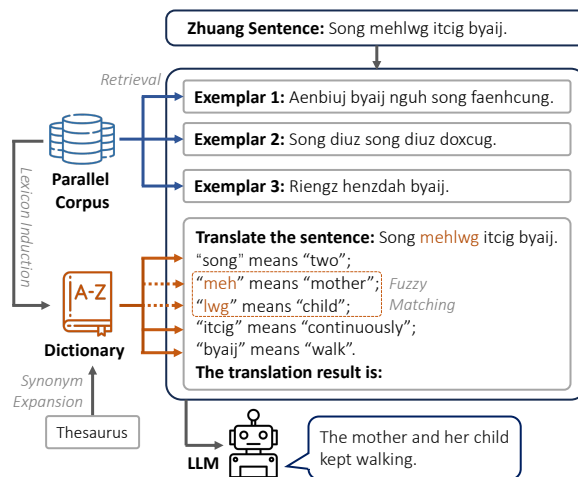 Zhuang Sentence: Song mehlwg itcig byaij.
Retrieval
Exemplar 1: Aenbiuj byaij nguh song faenhcung.
Exemplar 2: Song diuz song diuz doxcug.
Exemplar 3: Riengz henzdah byaij.
Parallel
Corpus
Lexicon Induction
Translate the sentence: Song mehlwg itcig byaij.
“song” means “two”;
“meh” means “mother”;
“lwg” means “child”;
“itcig” means “continuously”;
“byaij” means “walk”.
The translation result is:
Fuzzy
Matching
A-Z
Dictionary
Synonym
Expansion
Thesaurus
LLM
The mother and her child
kept walking.